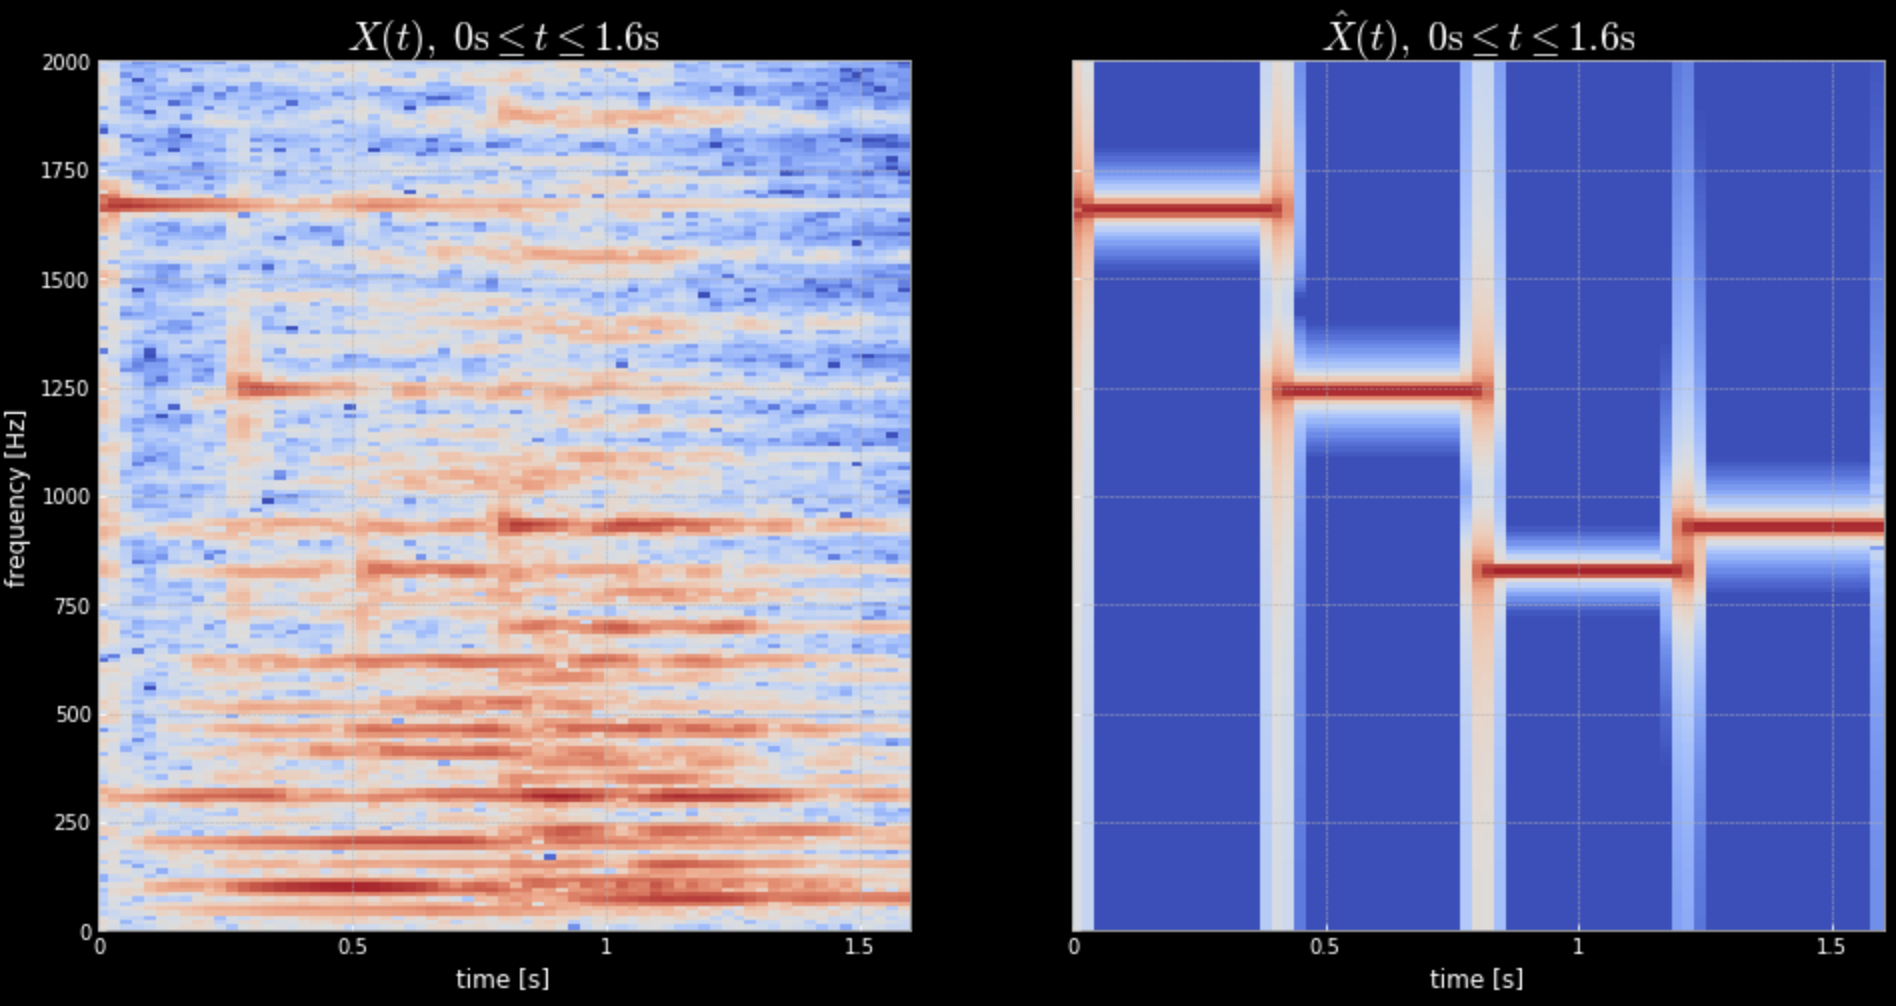 X(t), 0s ≤ t ≤ 1.6s
2000
1750
1500
1250
1000
750
500
250
0
frequency [Hz]
0 0.5 1 1.5
time [s]
X̂(t), 0s ≤ t ≤ 1.6s
0 0.5 1 1.5
time [s]